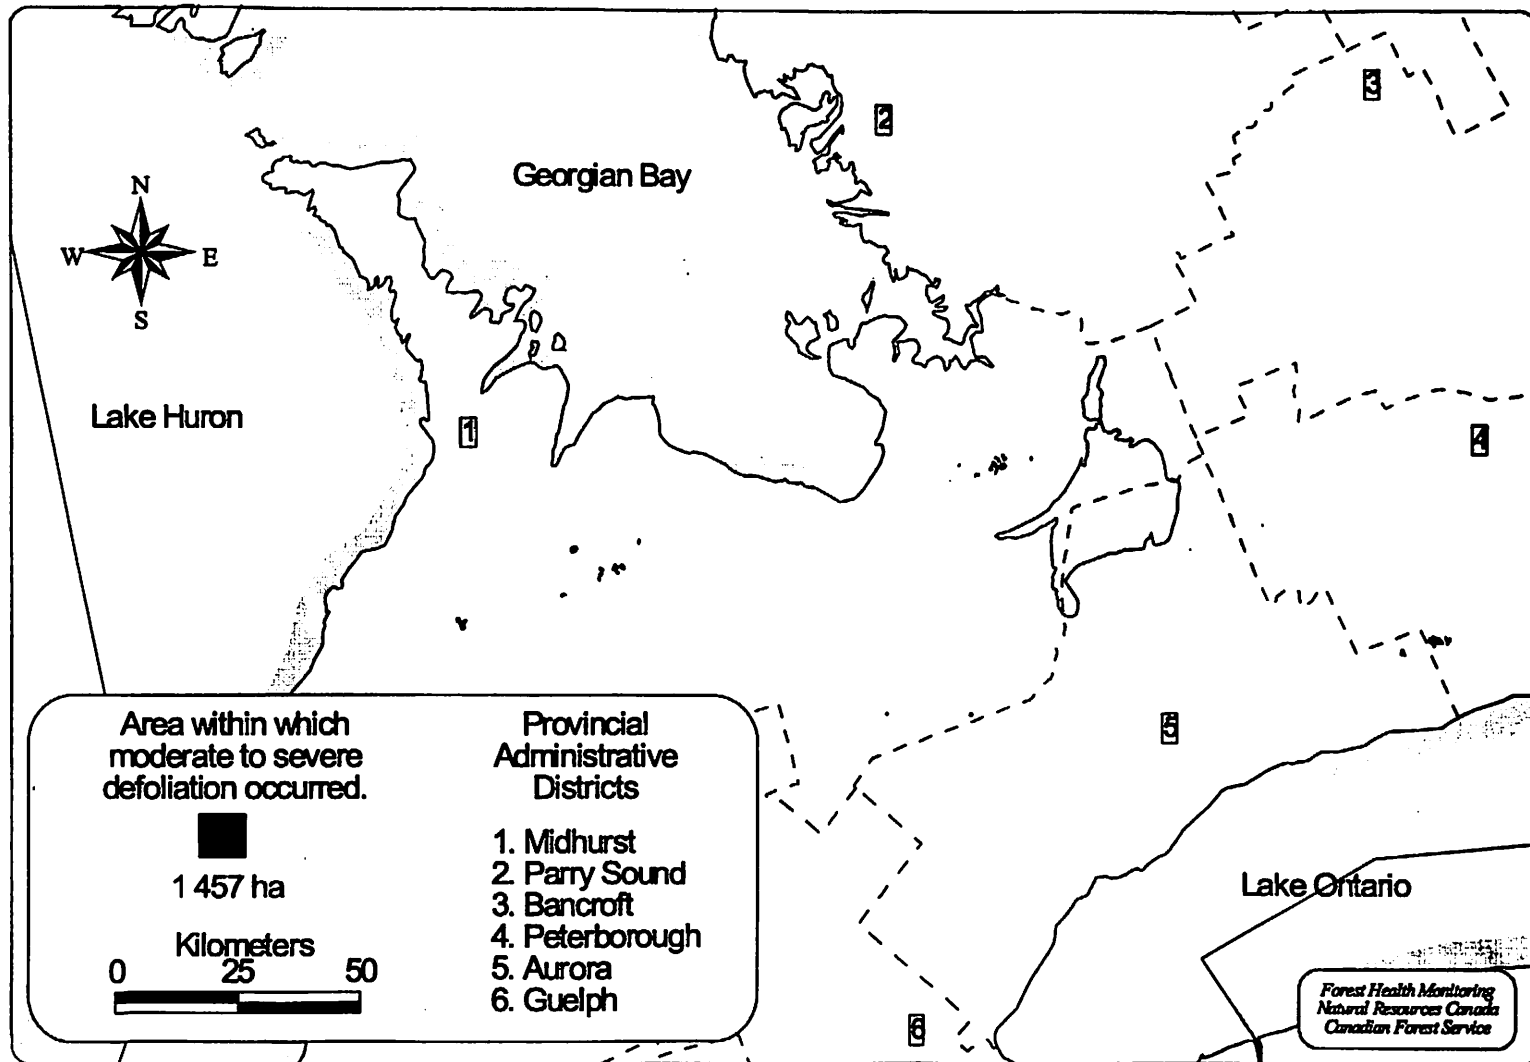 2
3
Georgian Bay
N
W
E
S
Lake Huron
1
4
5
Area within which
moderate to severe
defoliation occurred.
1 457 ha
Kilometers
0 25 50
Provincial
Administrative
Districts
1. Midhurst
2. Parry Sound
3. Bancroft
4. Peterborough
5. Aurora
6. Guelph
Lake Ontario
6
Forest Health Monitoring
Natural Resources Canada
Canadian Forest Service